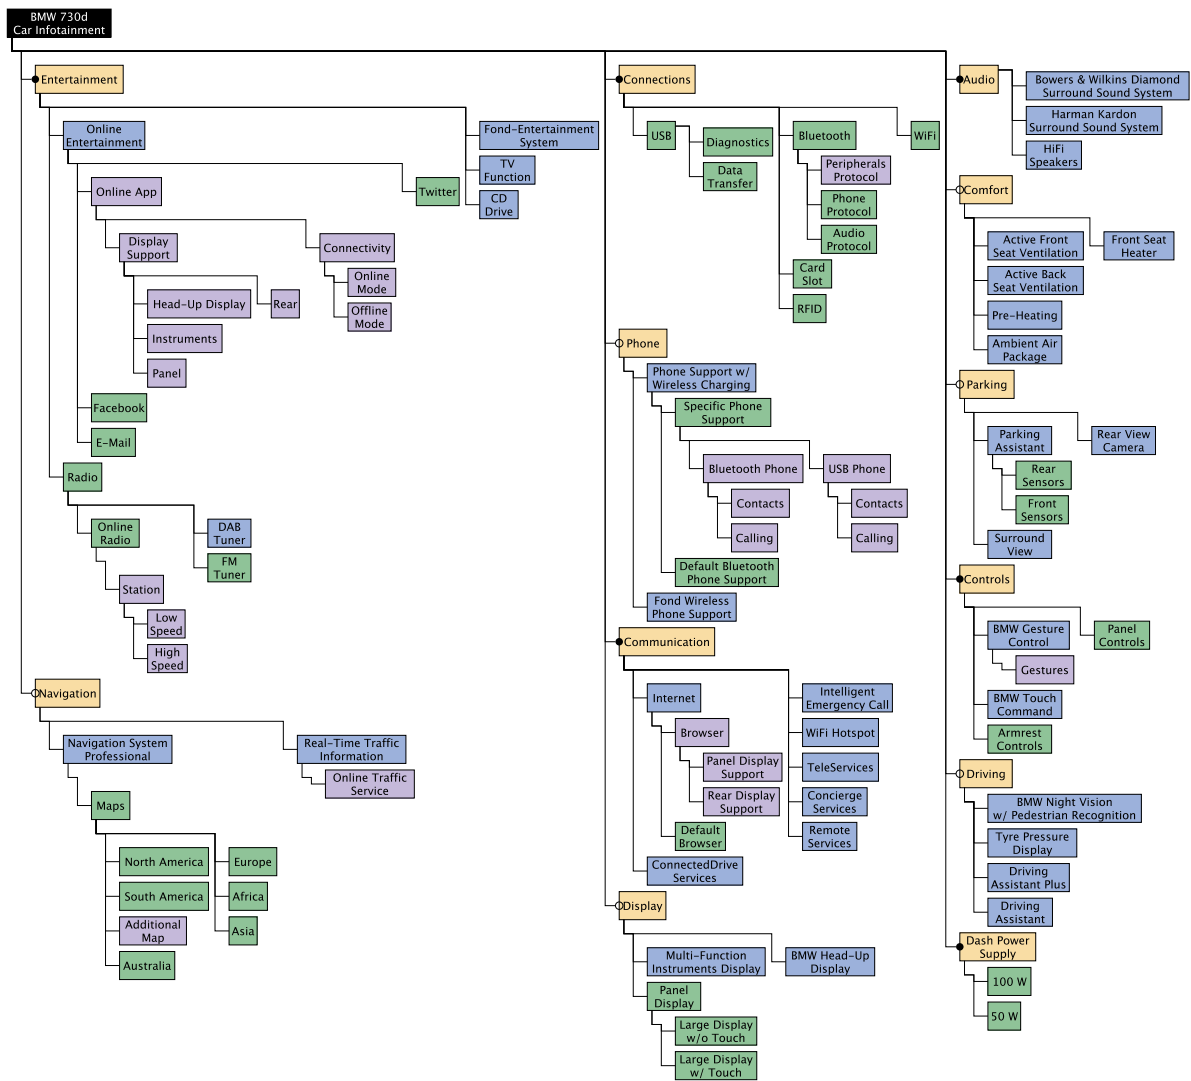 BMW 730d
Car Infotainment
Entertainment
Online
Entertainment
Online App
Display
Support
Head-Up Display
Rear
Instruments
Panel
Connectivity
Online
Mode
Offline
Mode
Facebook
E-Mail
Twitter
Radio
Online
Radio
Station
Low
Speed
High
Speed
DAB
Tuner
FM
Tuner
Fond-Entertainment
System
TV
Function
CD
Drive
Navigation
Navigation System
Professional
Maps
North America
South America
Additional
Map
Australia
Europe
Africa
Asia
Real-Time Traffic
Information
Online Traffic
Service
Connections
USB
Diagnostics
Data
Transfer
Bluetooth
Peripherals
Protocol
Phone
Protocol
Audio
Protocol
Card
Slot
RFID
WiFi
Phone
Phone Support w/
Wireless Charging
Specific Phone
Support
Bluetooth Phone
Contacts
Calling
USB Phone
Contacts
Calling
Default Bluetooth
Phone Support
Fond Wireless
Phone Support
Communication
Internet
Browser
Panel Display
Support
Rear Display
Support
Default
Browser
ConnectedDrive
Services
Intelligent
Emergency Call
WiFi Hotspot
TeleServices
Concierge
Services
Remote
Services
Display
Multi-Function
Instruments Display
BMW Head-Up
Display
Panel
Display
Large Display
w/o Touch
Large Display
w/ Touch
Audio
Bowers & Wilkins Diamond
Surround Sound System
Harman Kardon
Surround Sound System
HiFi
Speakers
Comfort
Active Front
Seat Ventilation
Active Back
Seat Ventilation
Pre-Heating
Ambient Air
Package
Front Seat
Heater
Parking
Parking
Assistant
Rear
Sensors
Front
Sensors
Surround
View
Rear View
Camera
Controls
BMW Gesture
Control
Gestures
BMW Touch
Command
Armrest
Controls
Panel
Controls
Driving
BMW Night Vision
w/ Pedestrian Recognition
Tyre Pressure
Display
Driving
Assistant Plus
Driving
Assistant
Dash Power
Supply
100 W
50 W